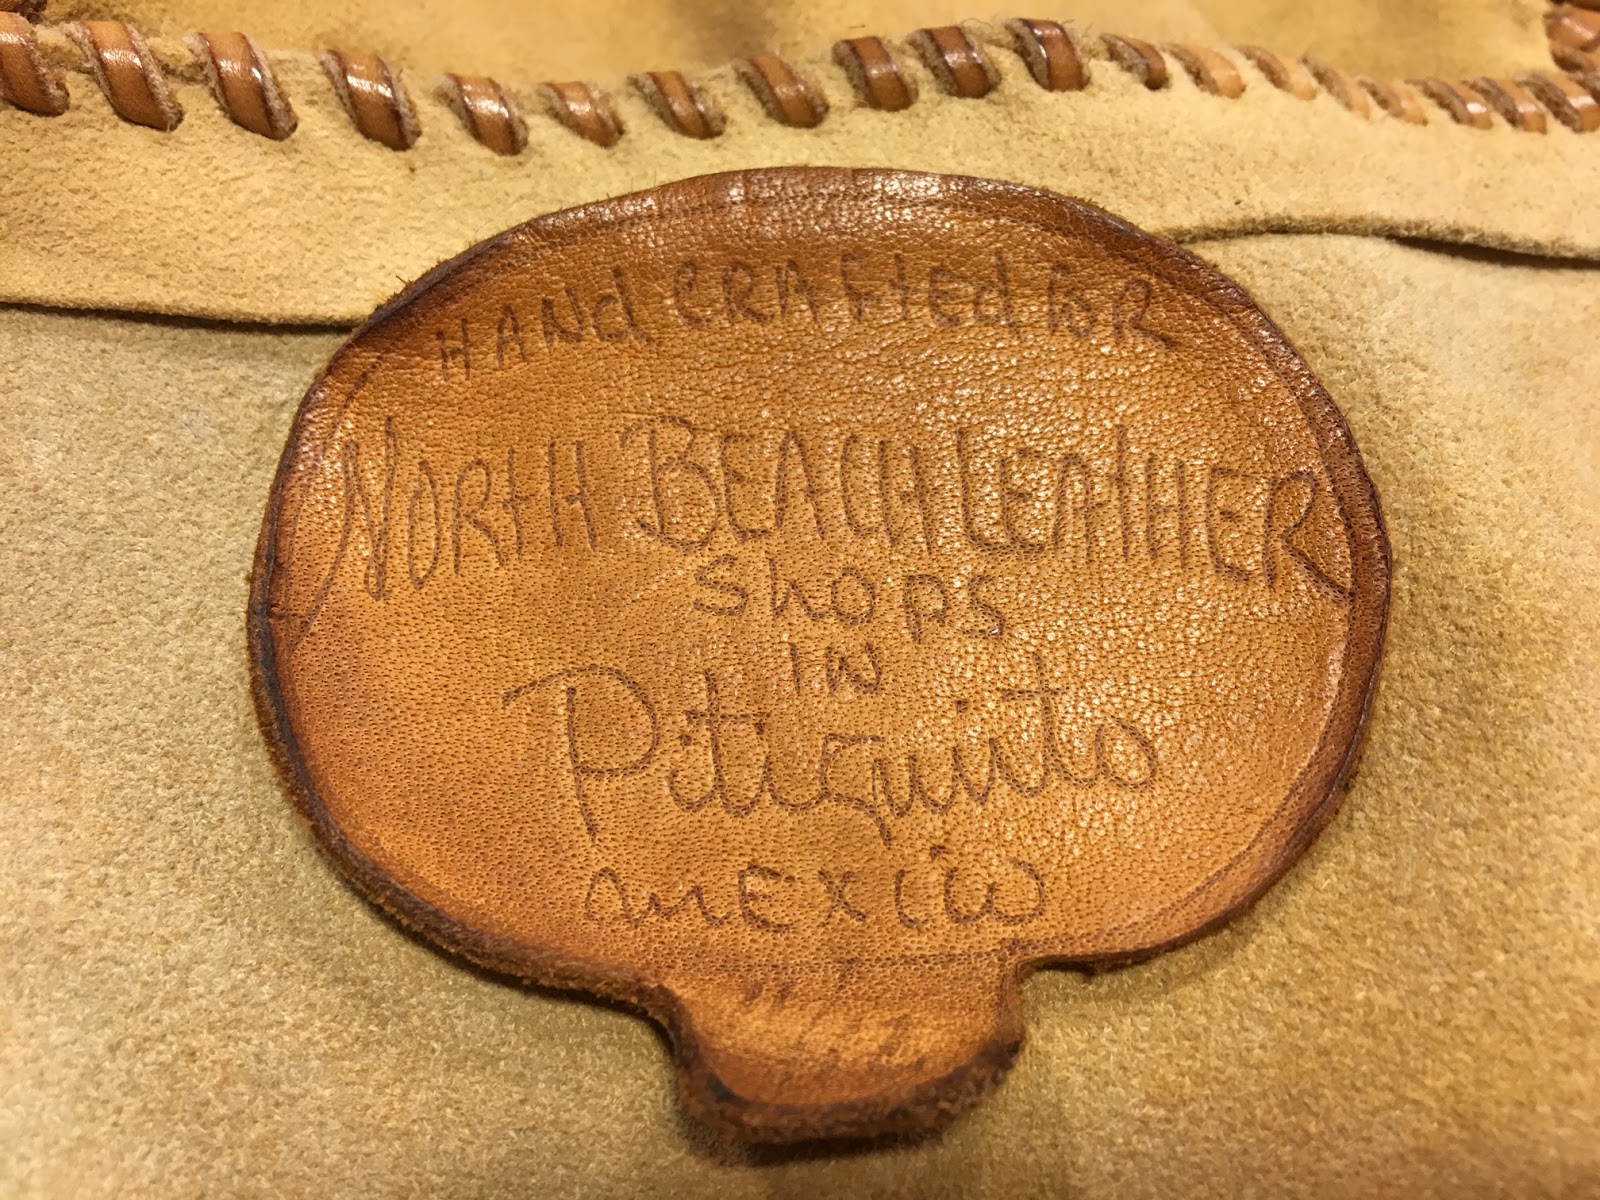 HANd CRAfted foR
NORTH BEACH LEATHER
shops
IN
Pitiquito
mExico